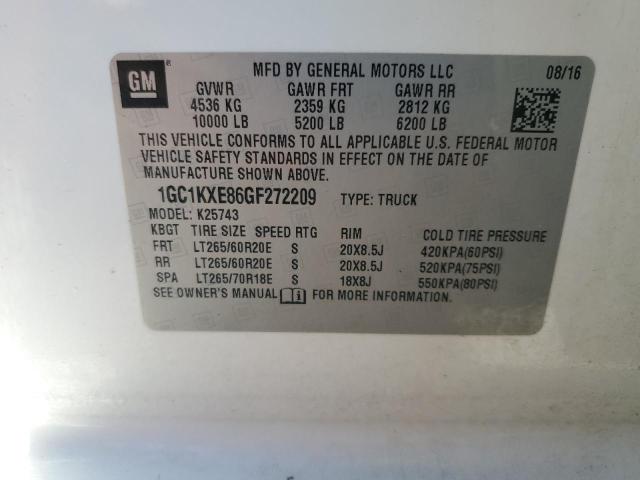 GM
MFD BY GENERAL MOTORS LLC 08/16
GVWR GAWR FRT GAWR RR
4536 KG 2359 KG 2812 KG
10000 LB 5200 LB 6200 LB
THIS VEHICLE CONFORMS TO ALL APPLICABLE U.S. FEDERAL MOTOR
VEHICLE SAFETY STANDARDS IN EFFECT ON THE DATE OF
MANUFACTURE SHOWN ABOVE.
1GC1KXE86GF272209 TYPE: TRUCK
MODEL: K25743
KBGT TIRE SIZE SPEED RTG RIM COLD TIRE PRESSURE
FRT LT265/60R20E S 20X8.5J 420KPA(60PSI)
RR LT265/60R20E S 20X8.5J 520KPA(75PSI)
SPA LT265/70R18E S 18X8J 550KPA(80PSI)
SEE OWNER'S MANUAL FOR MORE INFORMATION.